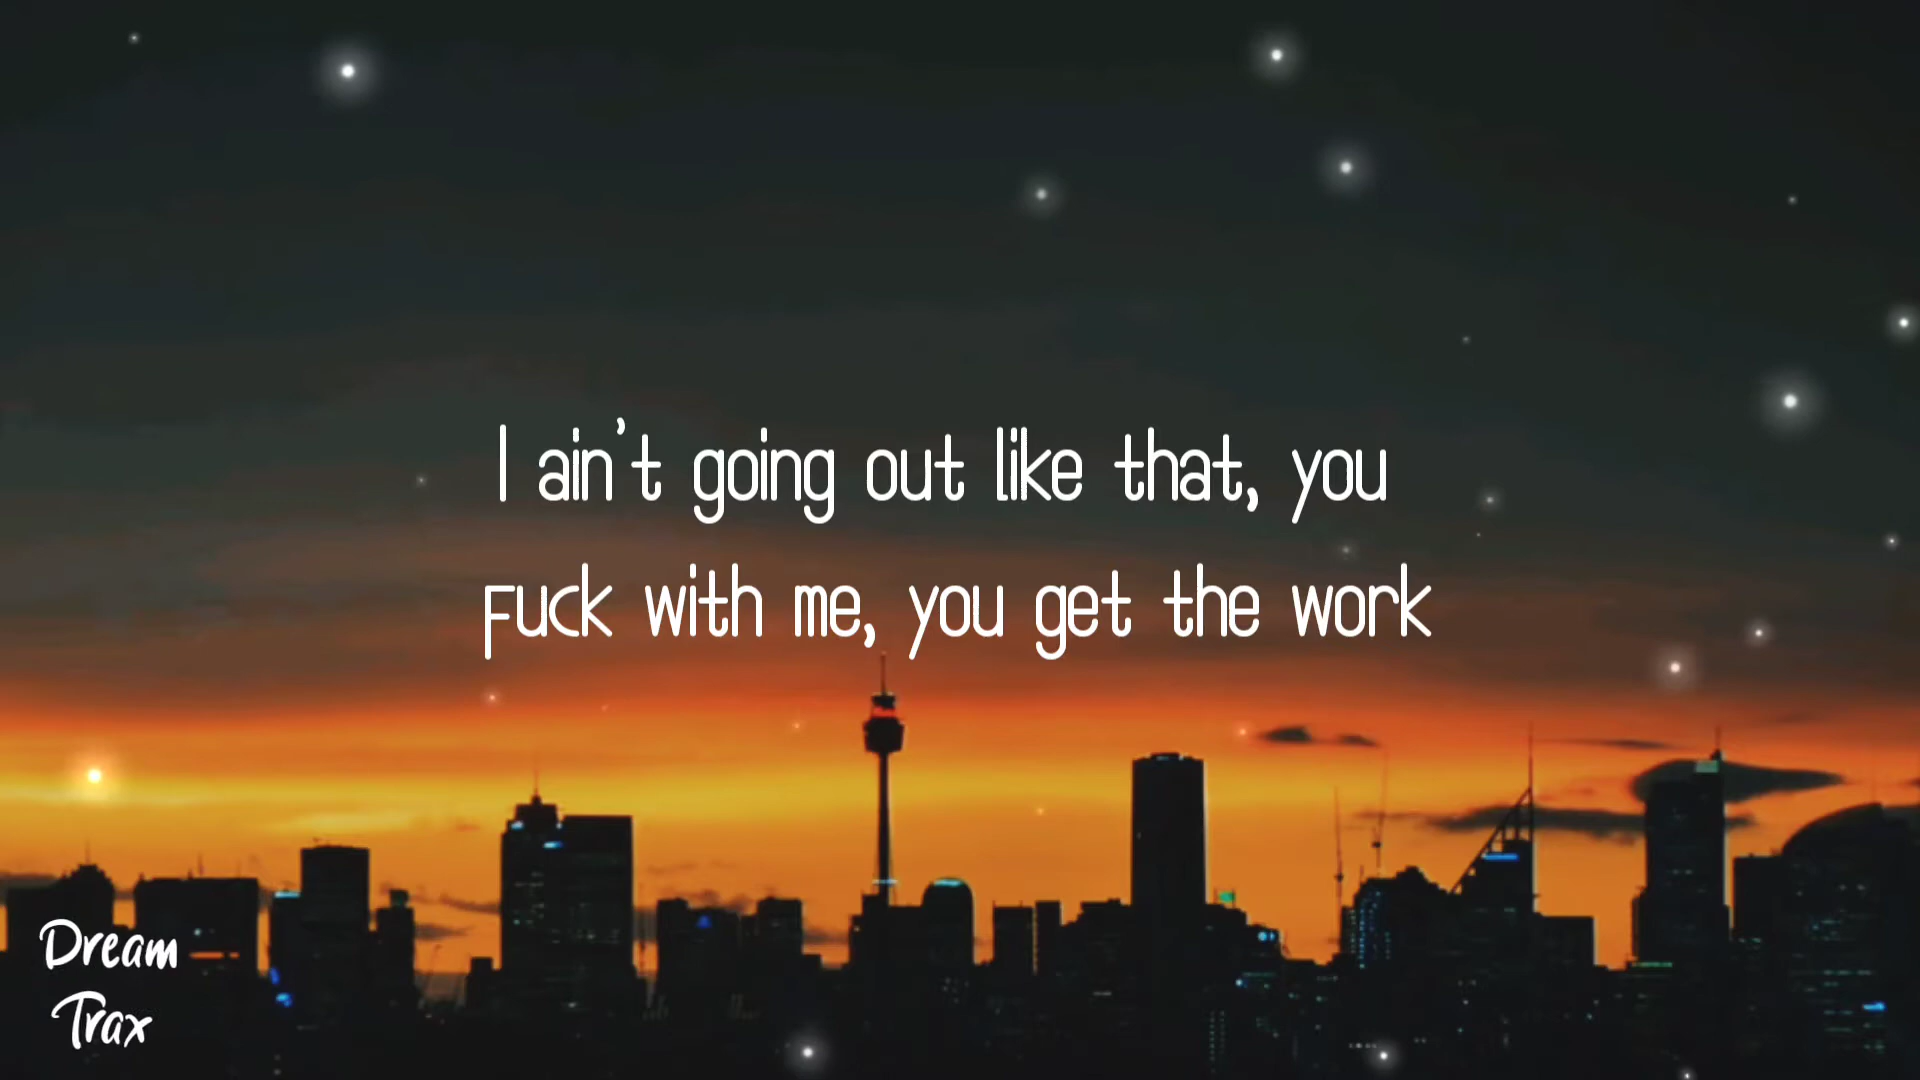 I ain't going out like that, you
Fuck with me, you get the work
Dream
Trax